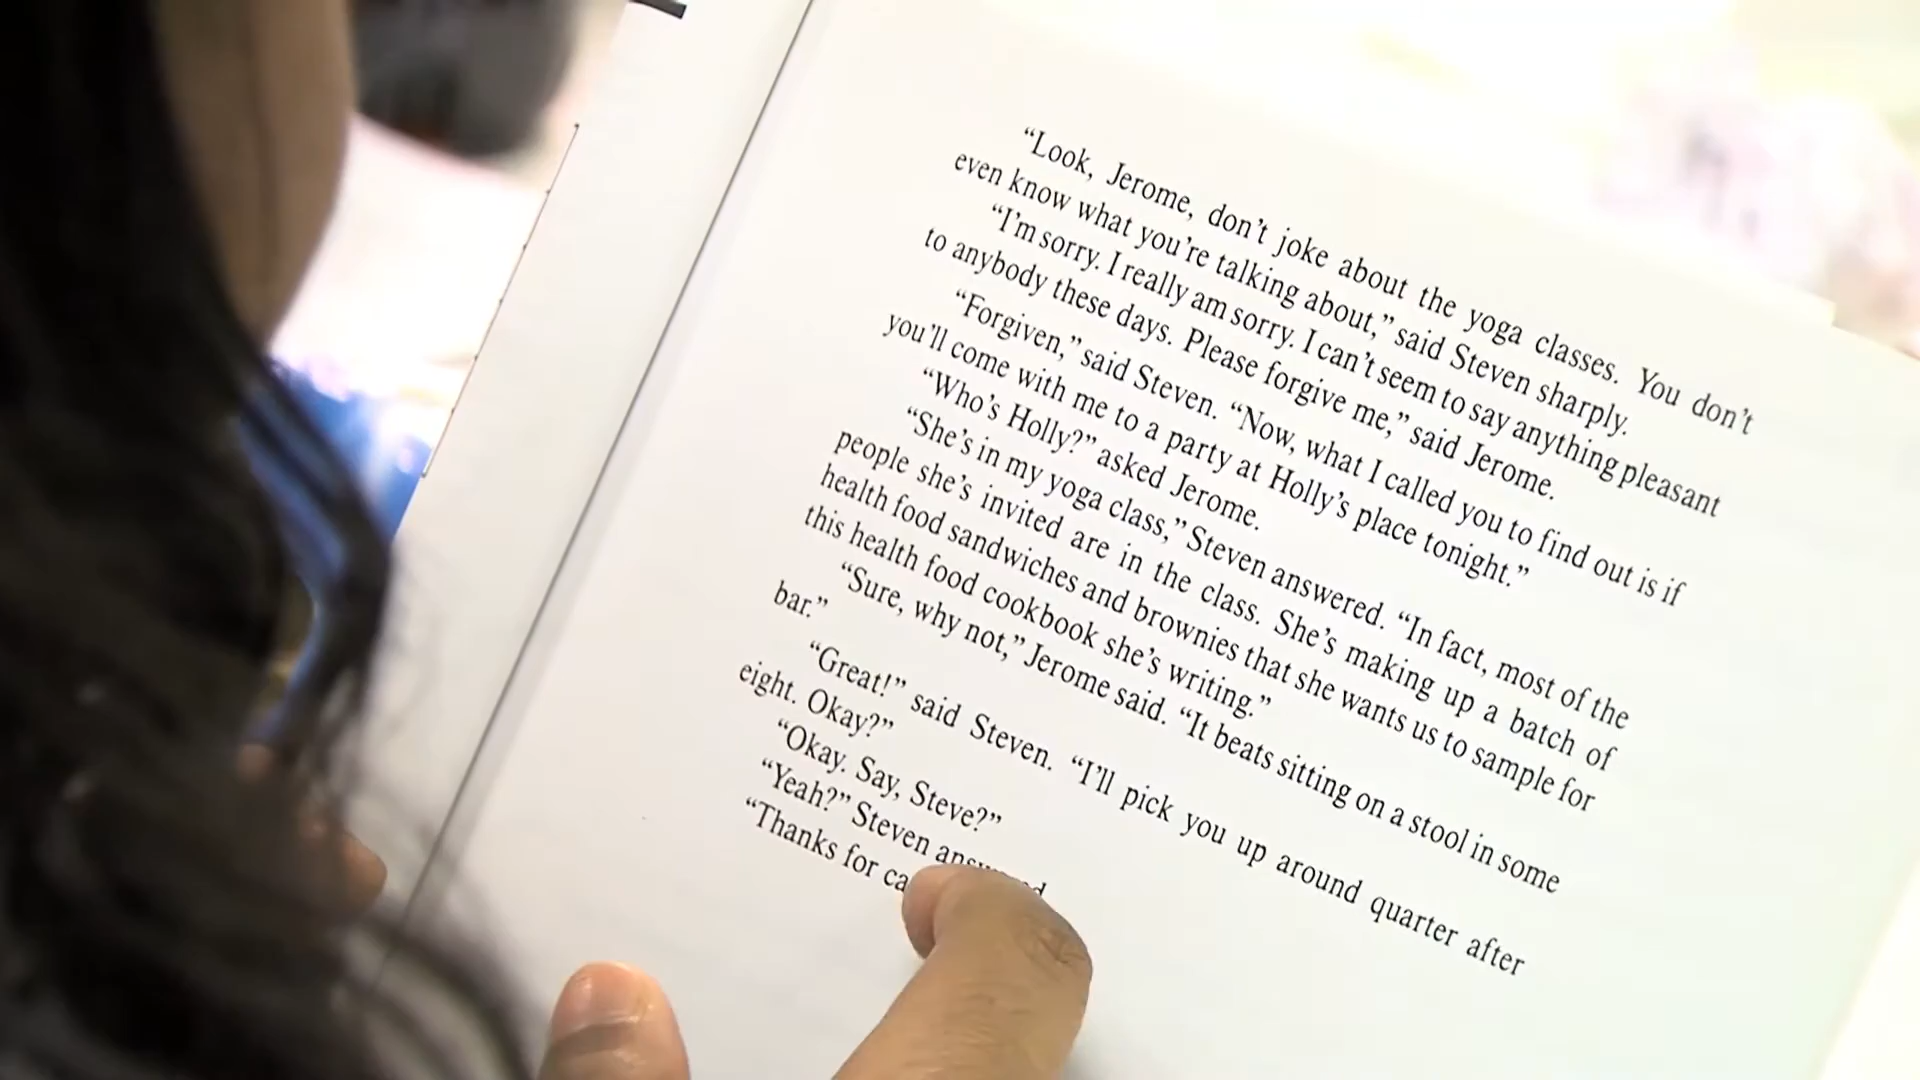 “Look, Jerome, don’t joke about the yoga classes. You don’t
even know what you’re talking about,” said Steven sharply.
“I’m sorry. I really am sorry. I can’t seem to say anything pleasant
to anybody these days. Please forgive me,” said Jerome.
“Forgiven,” said Steven. “Now, what I called you to find out is if
you’ll come with me to a party at Holly’s place tonight.”
“Who’s Holly?” asked Jerome.
“She’s in my yoga class,” Steven answered. “In fact, most of the
people she’s invited are in the class. She’s making up a batch of
health food sandwiches and brownies that she wants us to sample for
this health food cookbook she’s writing.”
“Sure, why not,” Jerome said. “It beats sitting on a stool in some
bar.”
“Great!” said Steven. “I’ll pick you up around quarter after
eight. Okay?”
“Okay. Say, Steve?”
“Yeah?” Steven
“Thanks for